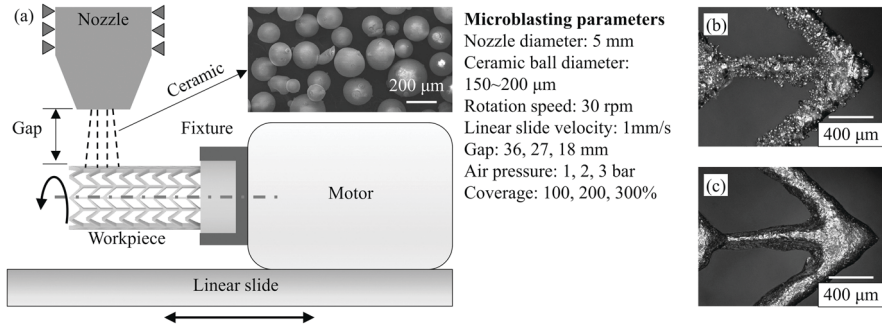 (a)
Nozzle
Ceramic
200 μm
Gap
Fixture
Motor
Workpiece
Linear slide
Microblasting parameters
Nozzle diameter: 5 mm
Ceramic ball diameter:
150~200 μm
Rotation speed: 30 rpm
Linear slide velocity: 1mm/s
Gap: 36, 27, 18 mm
Air pressure: 1, 2, 3 bar
Coverage: 100, 200, 300%
(b)
400 μm
(c)
400 μm